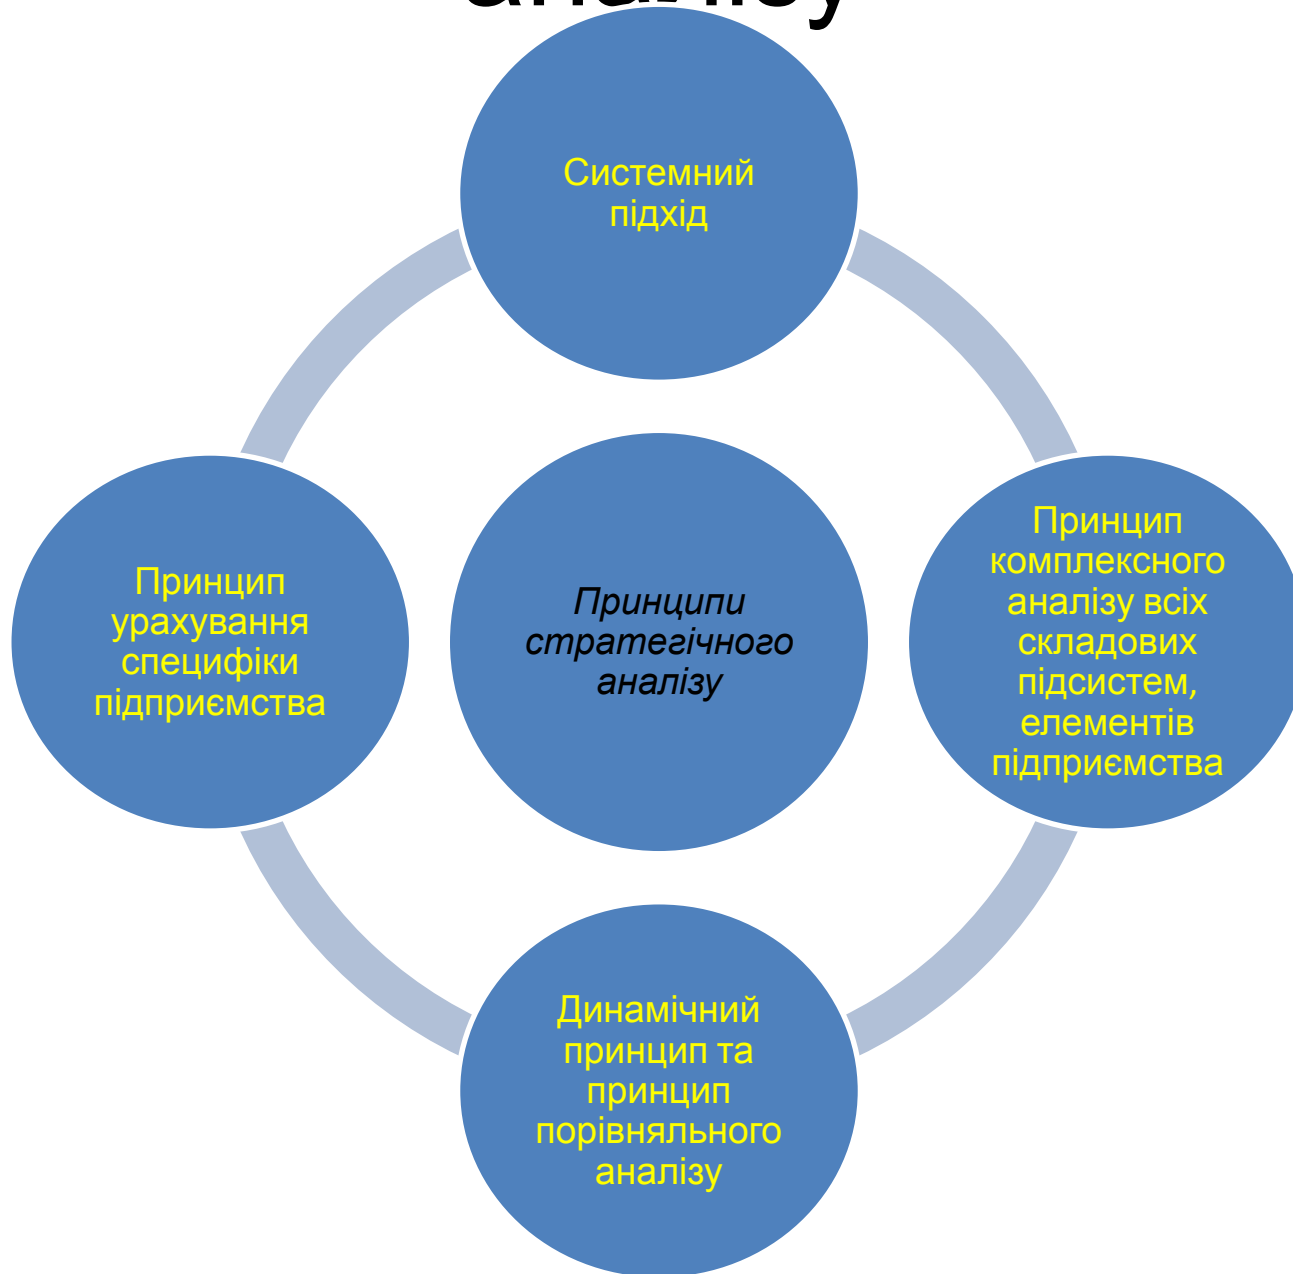 Системний
підхід
Принцип
комплексного
аналізу всіх
складових
підсистем,
елементів
підприємства
Динамічний
принцип та
принцип
порівняльного
аналізу
Принцип
урахування
специфіки
підприємства
Принципи
стратегічного
аналізу